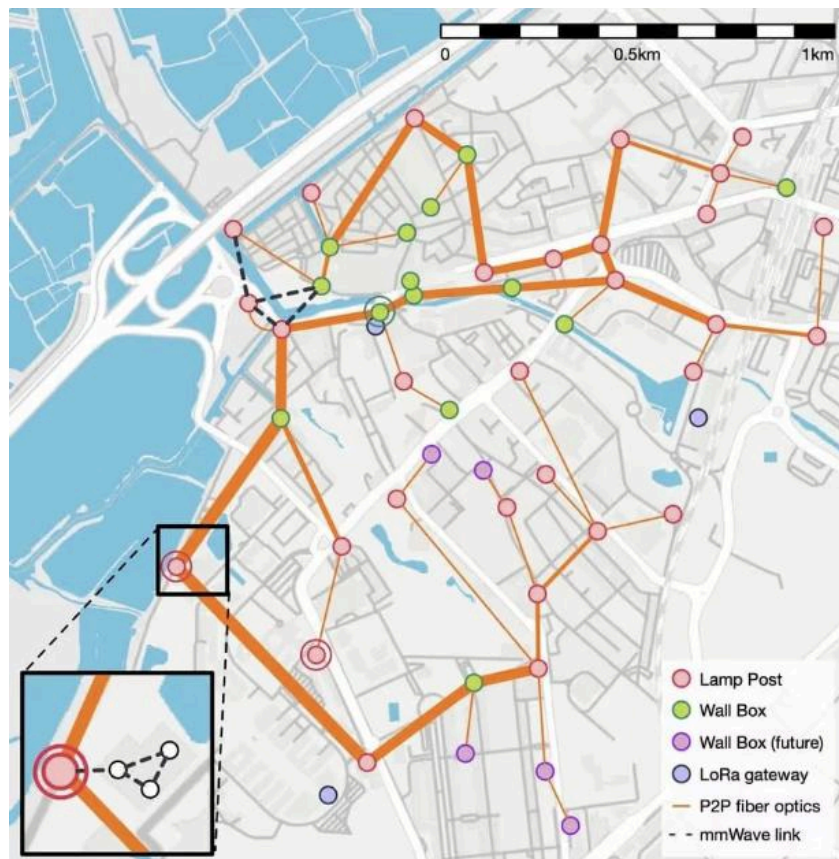 0 0.5km 1km
Lamp Post
Wall Box
Wall Box (future)
LoRa gateway
P2P fiber optics
mmWave link